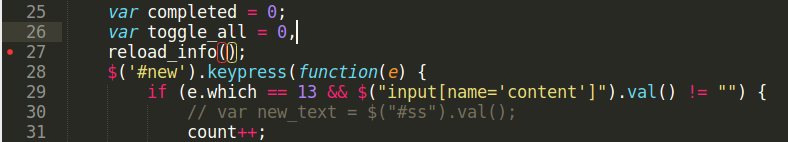 25 var completed = 0;
26 var toggle_all = 0,
27 reload_info();
28 $('#new').keypress(function(e) {
29 if (e.which == 13 && $("input[name='content']").val() != "") {
30 // var new_text = $("#ss").val();
31 count++;